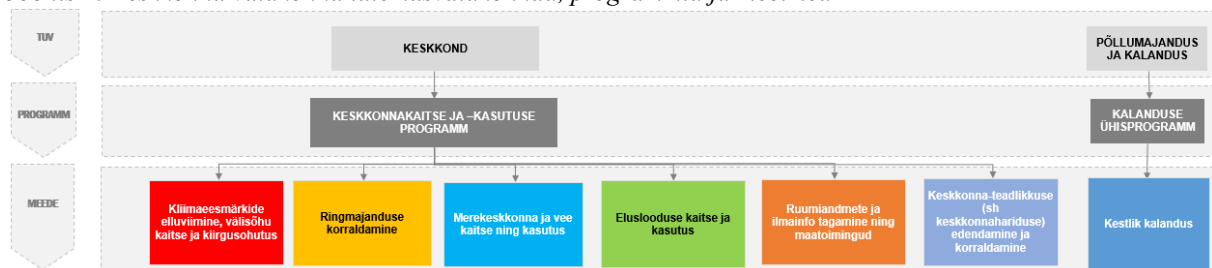 TUV
KESKKOND
PÕLLUMAJANDUS
JA KALANDUS
PROGRAMM
KESKKONNAKAITSE JA –KASUTUSE
PROGRAMM
KALANDUSE
ÜHISPROGRAMM
MEEDE
Kliimaeesmärkide
elluviimine, välisõhu
kaitse ja kiirgusohutus
Ringmajanduse
korraldamine
Merekeskkonna ja vee
kaitse ning kasutus
Eluslooduse kaitse ja
kasutus
Ruumiandmete ja
ilmainfo tagamine ning
maatoimingud
Keskkonna-teadlikkuse
(sh
keskkonnahariduse)
edendamine ja
korraldamine
Kestlik kalandus